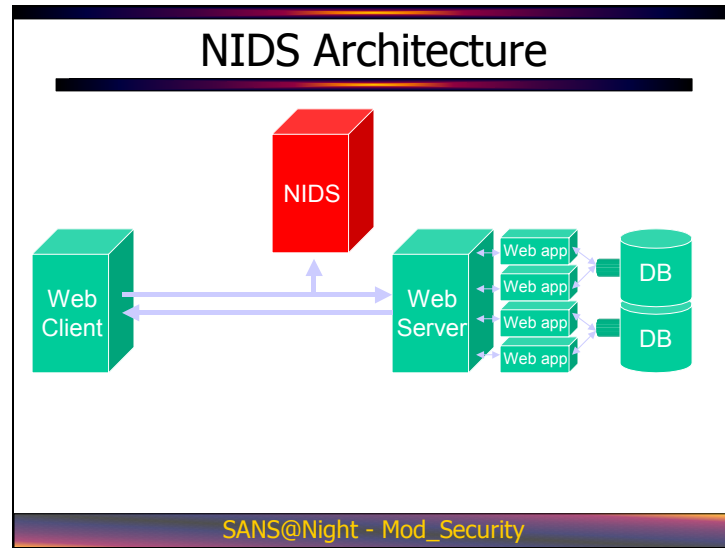 NIDS Architecture
NIDS
Web
Client
Web
Server
Web app
Web app
Web app
Web app
DB
DB
SANS@Night - Mod_Security